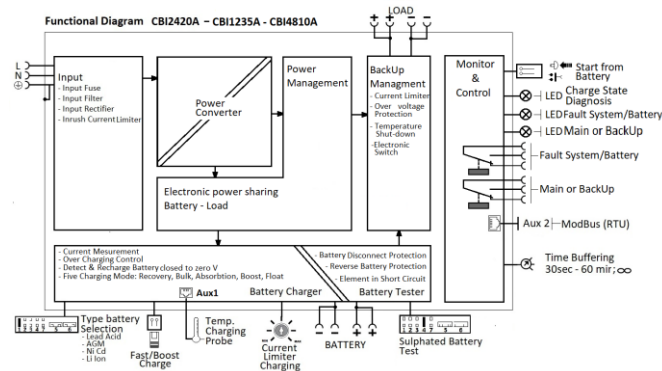 Functional Diagram CBI2420A - CBI1235A - CBI4810A
LOAD
+ + - -
L
N
Input
- Input Fuse
- Input Filter
- Input Rectifier
- Inrush CurrentLimiter
Power
Converter
Power
Management
BackUp
Managment
- Current Limiter
- Over voltage
Protection
- Temperature
Shut-down
-Electronic
Switch
Monitor
&
Control
Start from
Battery
LED Charge State
Diagnosis
LED Fault System/Battery
LED Main or BackUp
Fault System/Battery
Main or BackUp
Aux 2 ModBus (RTU)
Time Buffering
30sec - 60 mir; ∞
Electronic power sharing
Battery - Load
- Current Mesurement
- Over Charging Control
- Detect & Recharge Battery closed to zero V
- Five Charging Mode: Recovery, Bulk, Absorbtion, Boost, Float
Aux1
Battery Charger
- Battery Disconnect Protection
- Reverse Battery Protection
- Element in Short Circuit
Battery Tester
Type battery
Selection
- Lead Acid
- AGM
- Ni Cd
- Li Ion
Fast/Boost
Charge
Temp.
Charging
Probe
Current
Limiter
Charging
- - + +
BATTERY
Sulphated Battery
Test